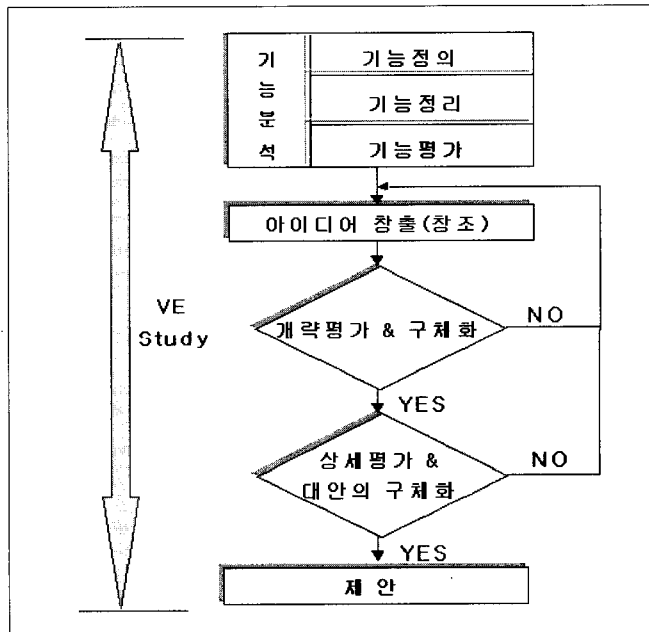 기능분석
기능정의
기능정리
기능평가
아이디어 창출(창조)
VE
Study
개략평가 & 구체화
NO
YES
상세평가 &
대안의 구체화
NO
YES
제안